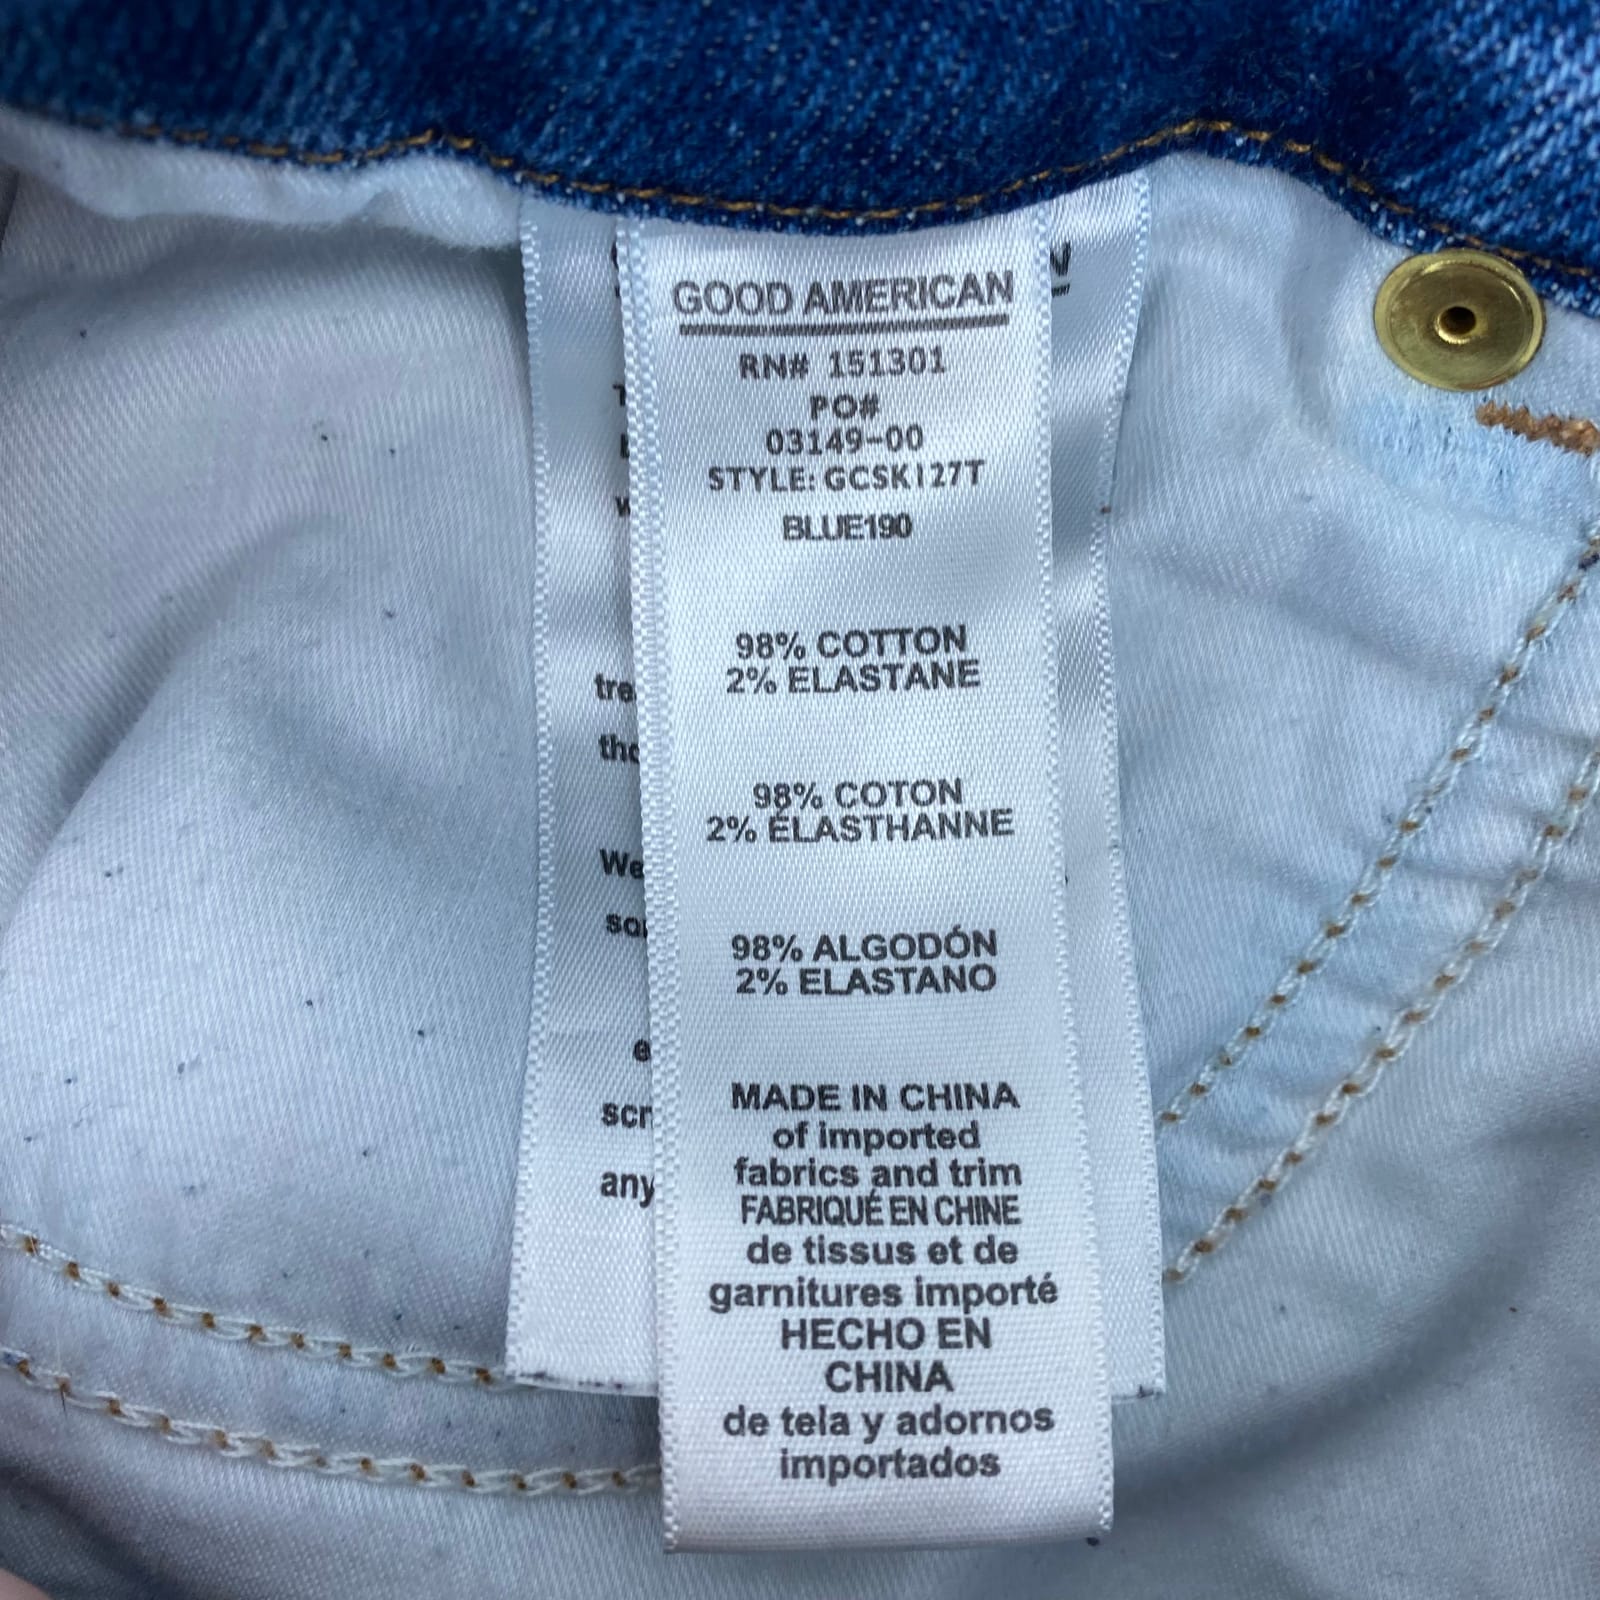 GOOD AMERICAN
RN# 151301
PO#
03149-00
STYLE: GCSK127T
BLUE190
98% COTTON
2% ELASTANE
98% COTON
2% ÉLASTHANNE
98% ALGODÓN
2% ELASTANO
MADE IN CHINA
of imported
fabrics and trim
FABRIQUÉ EN CHINE
de tissus et de
garnitures importé
HECHO EN
CHINA
de tela y adornos
importados
We
any